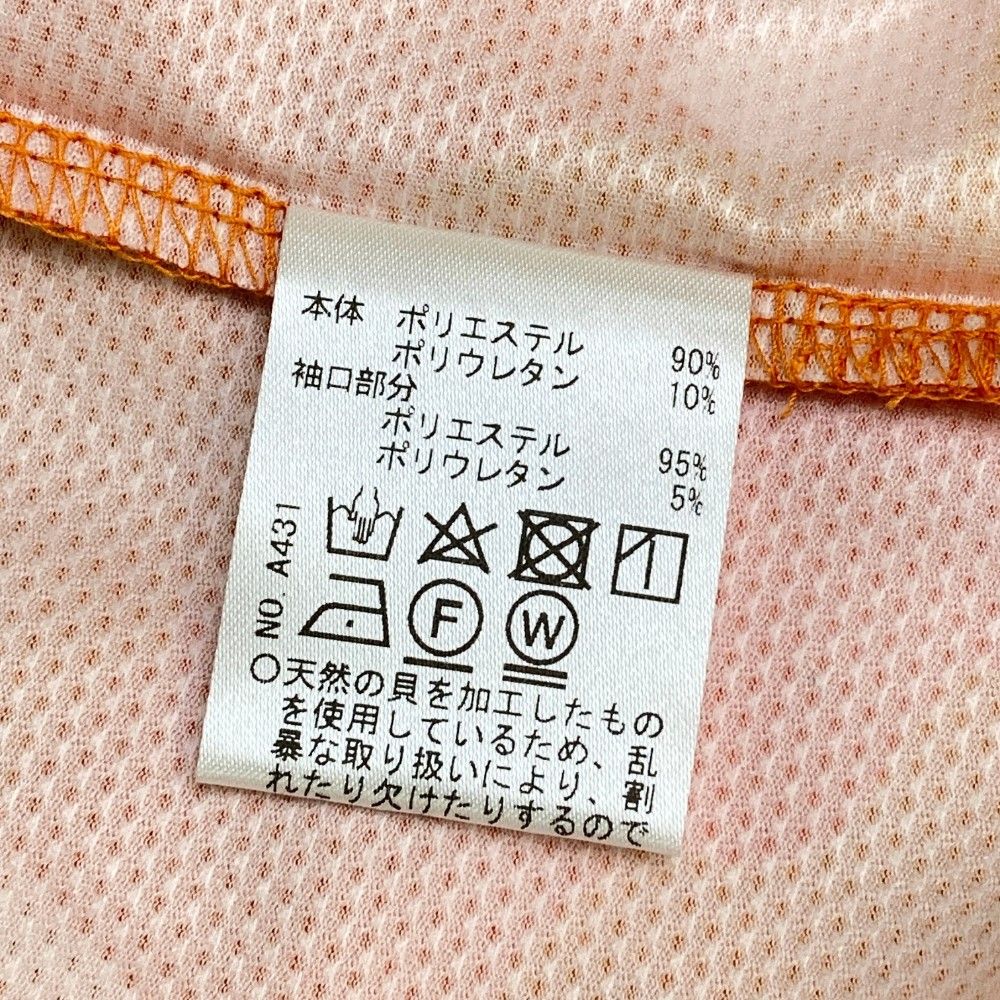 本体 ポリエステル 90%
ポリウレタン 10%
袖口部分
ポリエステル 95%
ポリウレタン 5%
NO. A431
F W
○天然の貝を加工したもの
を使用しているため、乱
暴な取り扱いにより、割
れたり欠けたりするので